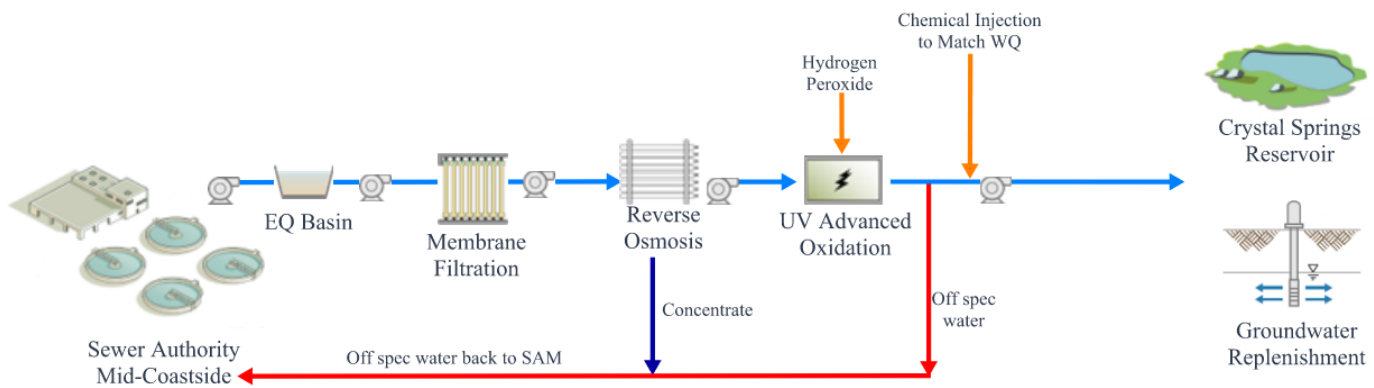 Chemical Injection
to Match WQ
Hydrogen
Peroxide
Crystal Springs
Reservoir
EQ Basin
Membrane
Filtration
Reverse
Osmosis
UV Advanced
Oxidation
Concentrate
Off spec
water
Off spec water back to SAM
Sewer Authority
Mid-Coastside
Groundwater
Replenishment